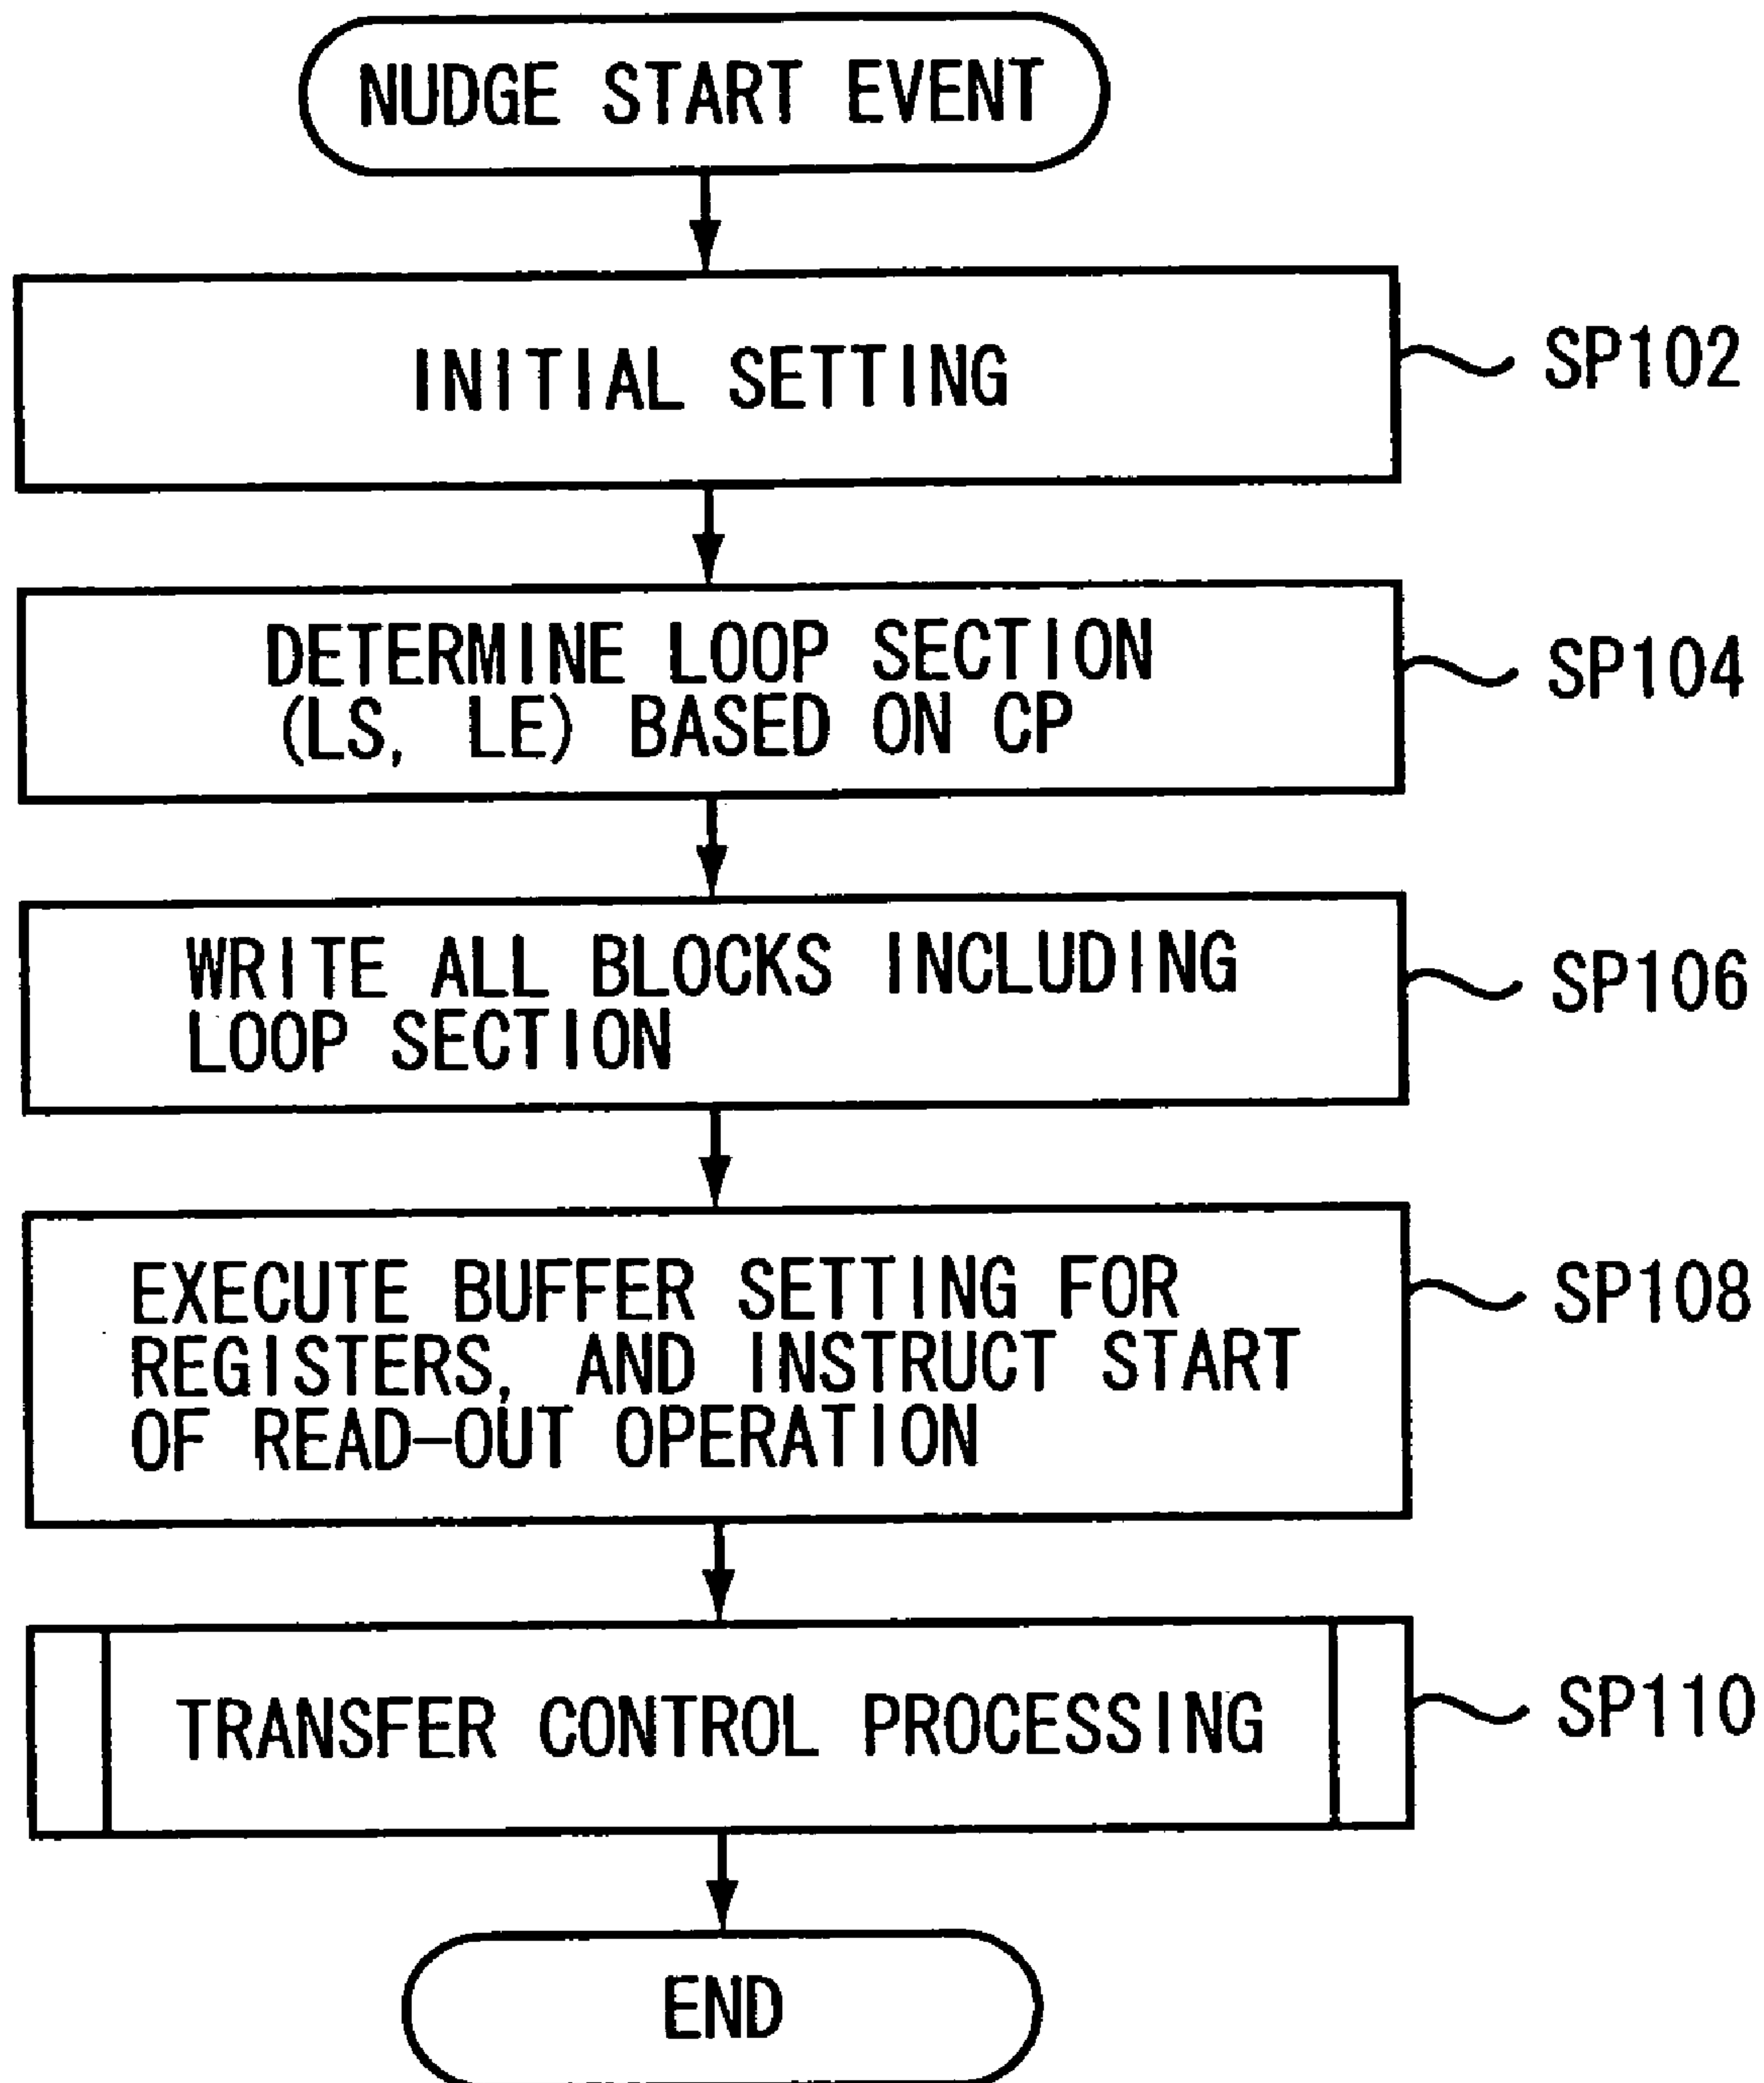 NUDGE START EVENT
INITIAL SETTING
SP102
DETERMINE LOOP SECTION
(LS, LE) BASED ON CP
SP104
WRITE ALL BLOCKS INCLUDING
LOOP SECTION
SP106
EXECUTE BUFFER SETTING FOR
REGISTERS, AND INSTRUCT START
OF READ-OUT OPERATION
SP108
TRANSFER CONTROL PROCESSING
SP110
END